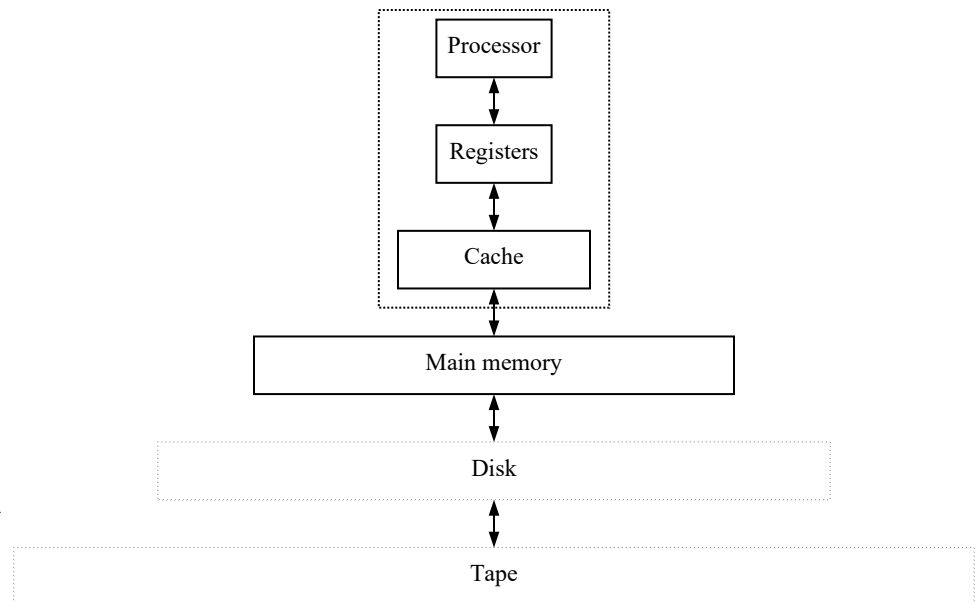 Processor
Registers
Cache
Main memory
Disk
Tape